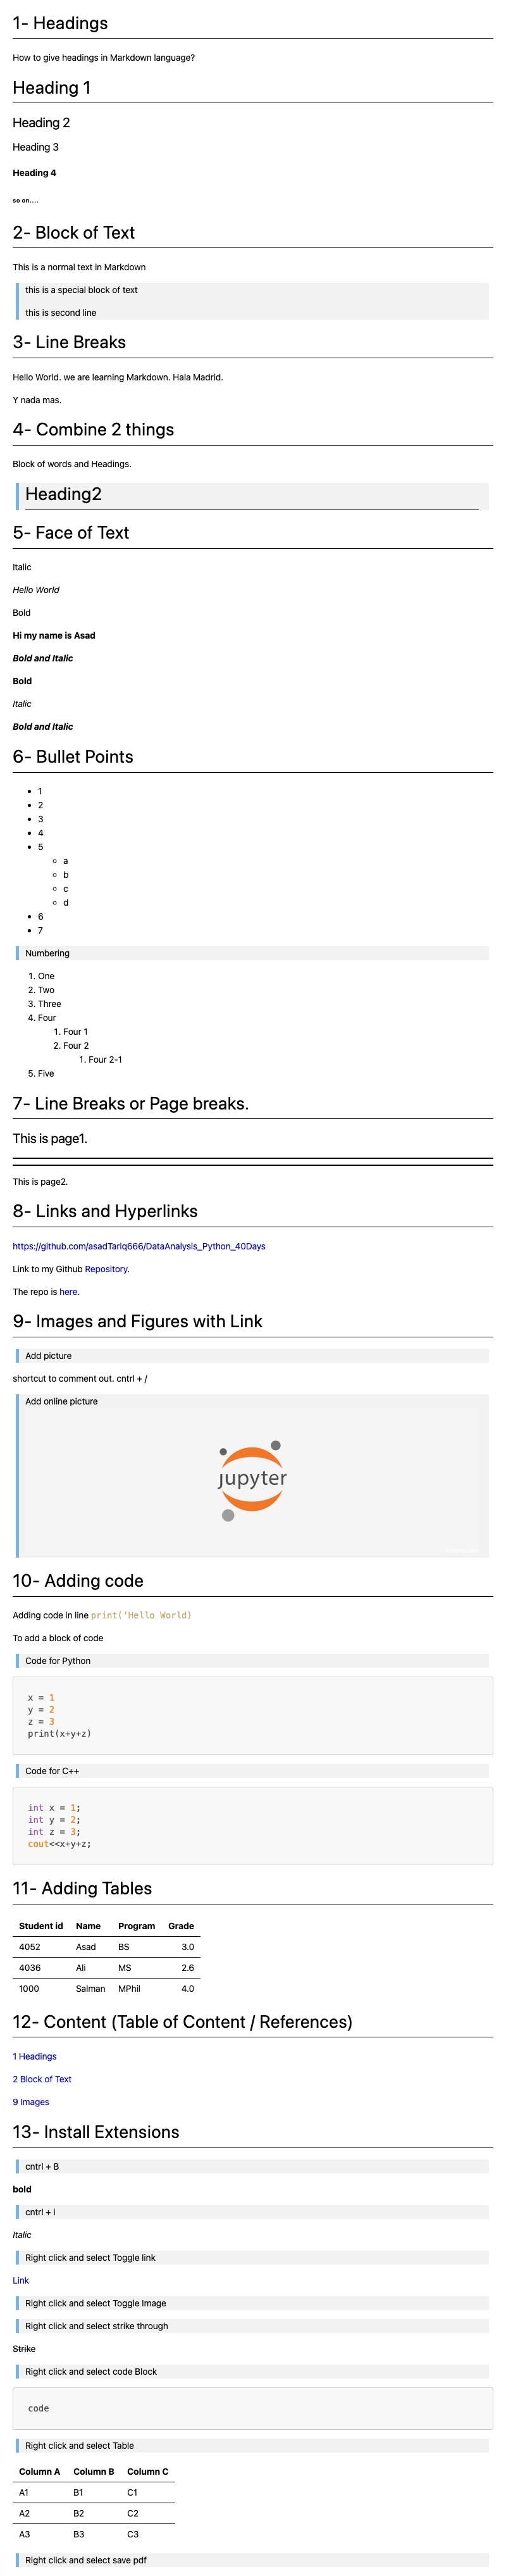 1- Headings
How to give headings in Markdown language?
Heading 1
Heading 2
Heading 3
Heading 4
so on....
2- Block of Text
This is a normal text in Markdown
this is a special block of text
this is second line
3- Line Breaks
Hello World. we are learning Markdown. Hala Madrid.
Y nada mas.
4- Combine 2 things
Block of words and Headings.
Heading2
5- Face of Text
Italic
Hello World
Bold
Hi my name is Asad
Bold and Italic
Bold
Italic
Bold and Italic
6- Bullet Points
• 1
• 2
• 3
• 4
• 5
◦ a
◦ b
◦ c
◦ d
• 6
• 7
Numbering
1. One
2. Two
3. Three
4. Four
1. Four 1
2. Four 2
1. Four 2-1
5. Five
7- Line Breaks or Page breaks.
This is page1.
This is page2.
8- Links and Hyperlinks
https://github.com/asadTariq666/DataAnalysis_Python_40Days
Link to my Github Repository.
The repo is here.
9- Images and Figures with Link
Add picture
shortcut to comment out. cntrl + /
Add online picture
jupyter
10- Adding code
Adding code in line print('Hello World)
To add a block of code
Code for Python
x = 1
y = 2
z = 3
print(x+y+z)
Code for C++
int x = 1;
int y = 2;
int z = 3;
cout<<x+y+z;
11- Adding Tables
Student id Name Program Grade
4052 Asad BS 3.0
4036 Ali MS 2.6
1000 Salman MPhil 4.0
12- Content (Table of Content / References)
1 Headings
2 Block of Text
9 Images
13- Install Extensions
cntrl + B
bold
cntrl + i
Italic
Right click and select Toggle link
Link
Right click and select Toggle Image
Right click and select strike through
Strike
Right click and select code Block
code
Right click and select Table
Column A Column B Column C
A1 B1 C1
A2 B2 C2
A3 B3 C3
Right click and select save pdf